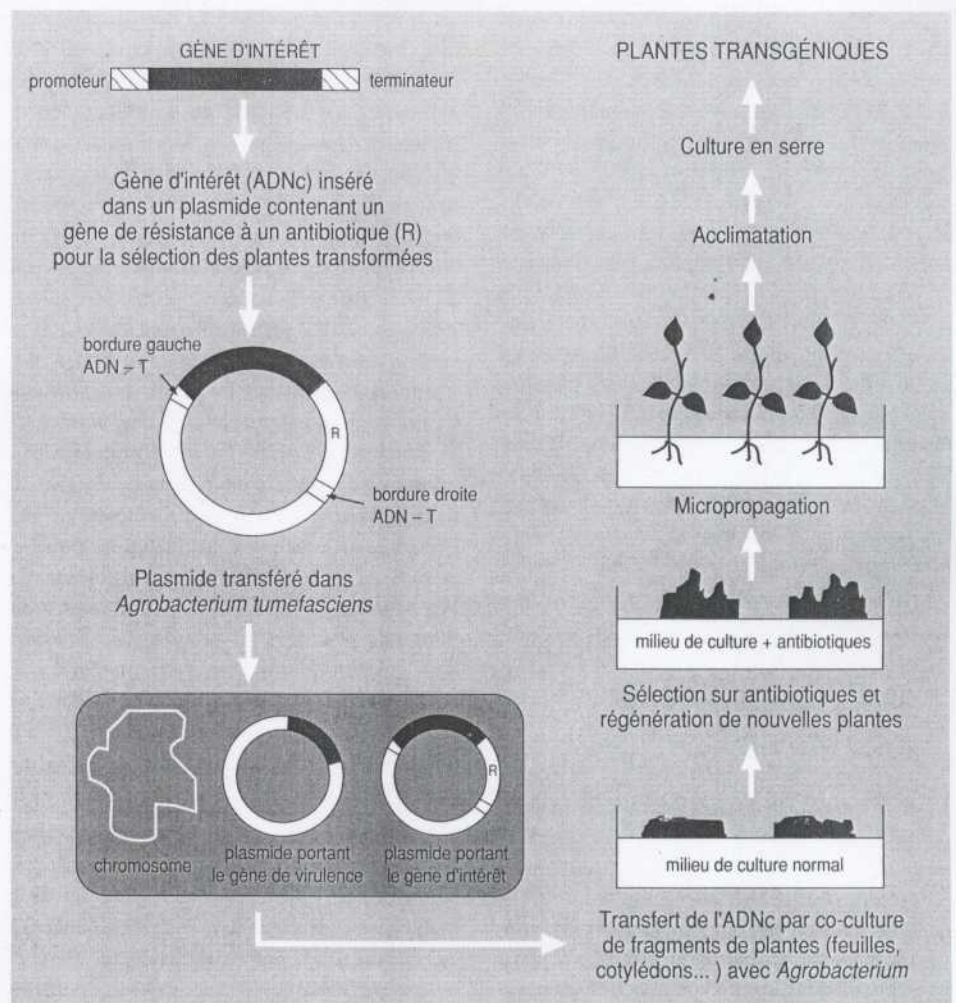 GÈNE D'INTÉRÊT
promoteur
terminateur
Gène d'intérêt (ADNc) inséré
dans un plasmide contenant un
gène de résistance à un antibiotique (R)
pour la sélection des plantes transformées
bordure gauche
ADN – T
R
bordure droite
ADN – T
Plasmide transféré dans
Agrobacterium tumefasciens
chromosome
plasmide portant
le gène de virulence
R
plasmide portant
le gène d'intérêt
PLANTES TRANSGÉNIQUES
Culture en serre
Acclimatation
Micropropagation
milieu de culture + antibiotiques
Sélection sur antibiotiques et
régénération de nouvelles plantes
milieu de culture normal
Transfert de l'ADNc par co-culture
de fragments de plantes (feuilles,
cotylédons... ) avec Agrobacterium